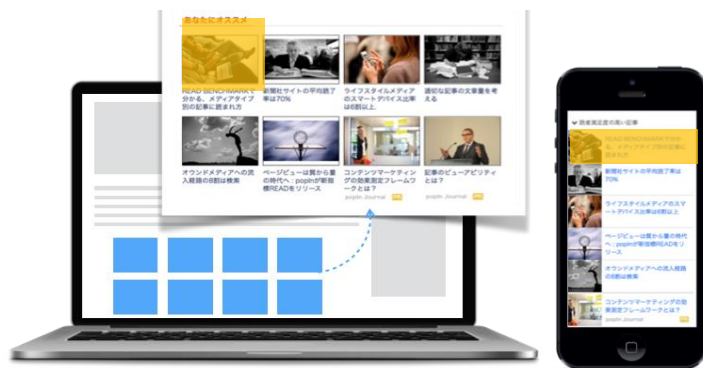 あなたにオススメ
READ BENCHMARKで
分かる、メディアタイプ
別の記事に読まれ方
新聞社サイトの平均読了
率は70%
ライフスタイルメディア
のスマートデバイス比率
は6割以上
適切な記事の文章量を考
える
オウンドメディアへの流
入経路の8割は検索
ページビューは質から量
の時代へ：popInが新指
標READをリリース
コンテンツマーケティン
グの効果測定フレームワ
ークとは？
popIn Journal
記事のビューアビリティ
とは？
popIn Journal
読者満足度の高い記事
READ BENCHMARKで分か
る、メディアタイプ別の記事に
読まれ方
新聞社サイトの平均読了率は
70%
ライフスタイルメディアのスマ
ートデバイス比率は6割以上
ページビューは質から量の時代
へ：popInが新指標READをリ
リース
オウンドメディアへの流入経路
の8割は検索
コンテンツマーケティングの効
果測定フレームワークとは？
popIn Journal